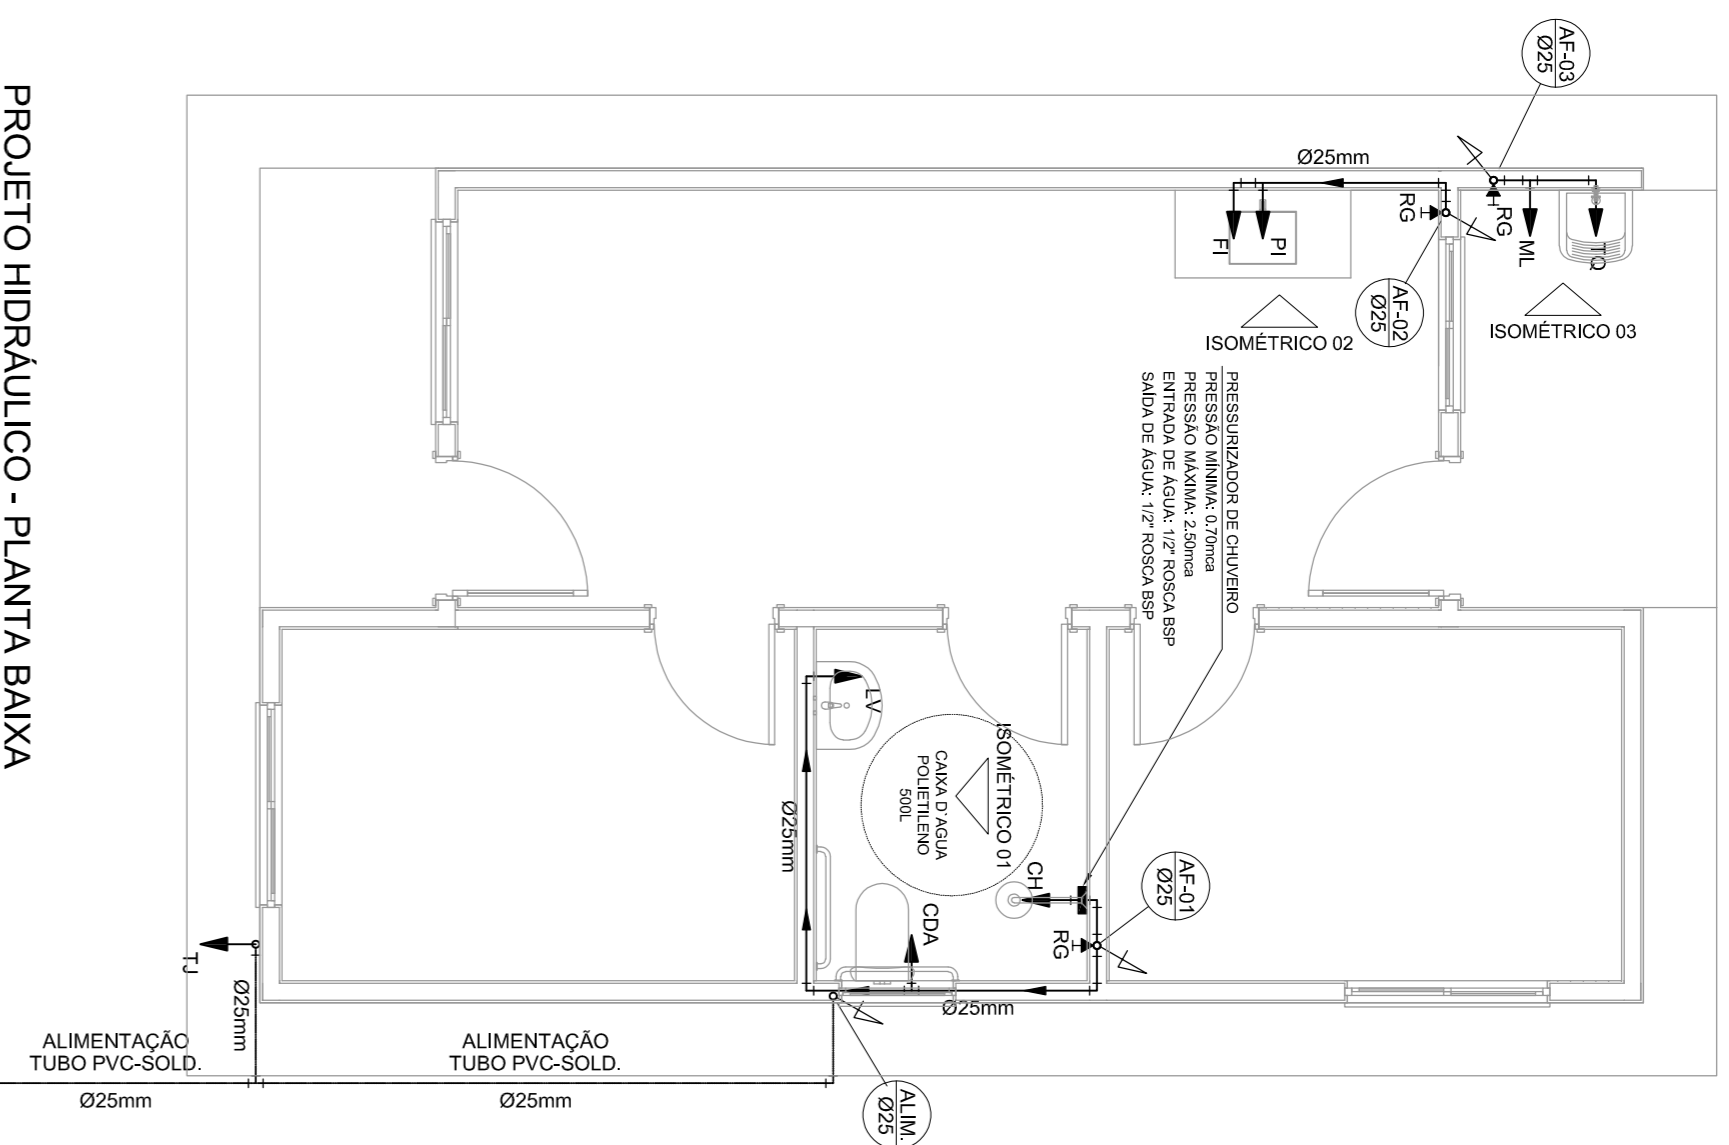 PROJETO HIDRÁULICO - PLANTA BAIXA
AF-03
Ø25
Ø25mm
RG
RG
FI
PI
ML
TQ
AF-02
Ø25
ISOMÉTRICO 02
ISOMÉTRICO 03
PRESSURIZADOR DE CHUVEIRO
PRESSÃO MÍNIMA: 0.70mca
PRESSÃO MÁXIMA: 2.50mca
ENTRADA DE ÁGUA: 1/2" ROSCA BSP
SAÍDA DE ÁGUA: 1/2" ROSCA BSP
LV
ISOMÉTRICO 01
CAIXA D`AGUA
POLIETILENO
500L
Ø25mm
CH
AF-01
Ø25
CDA
RG
TJ
Ø25mm
Ø25mm
ALIMENTAÇÃO
TUBO PVC-SOLD.
Ø25mm
ALIMENTAÇÃO
TUBO PVC-SOLD.
Ø25mm
ALIM.
Ø25